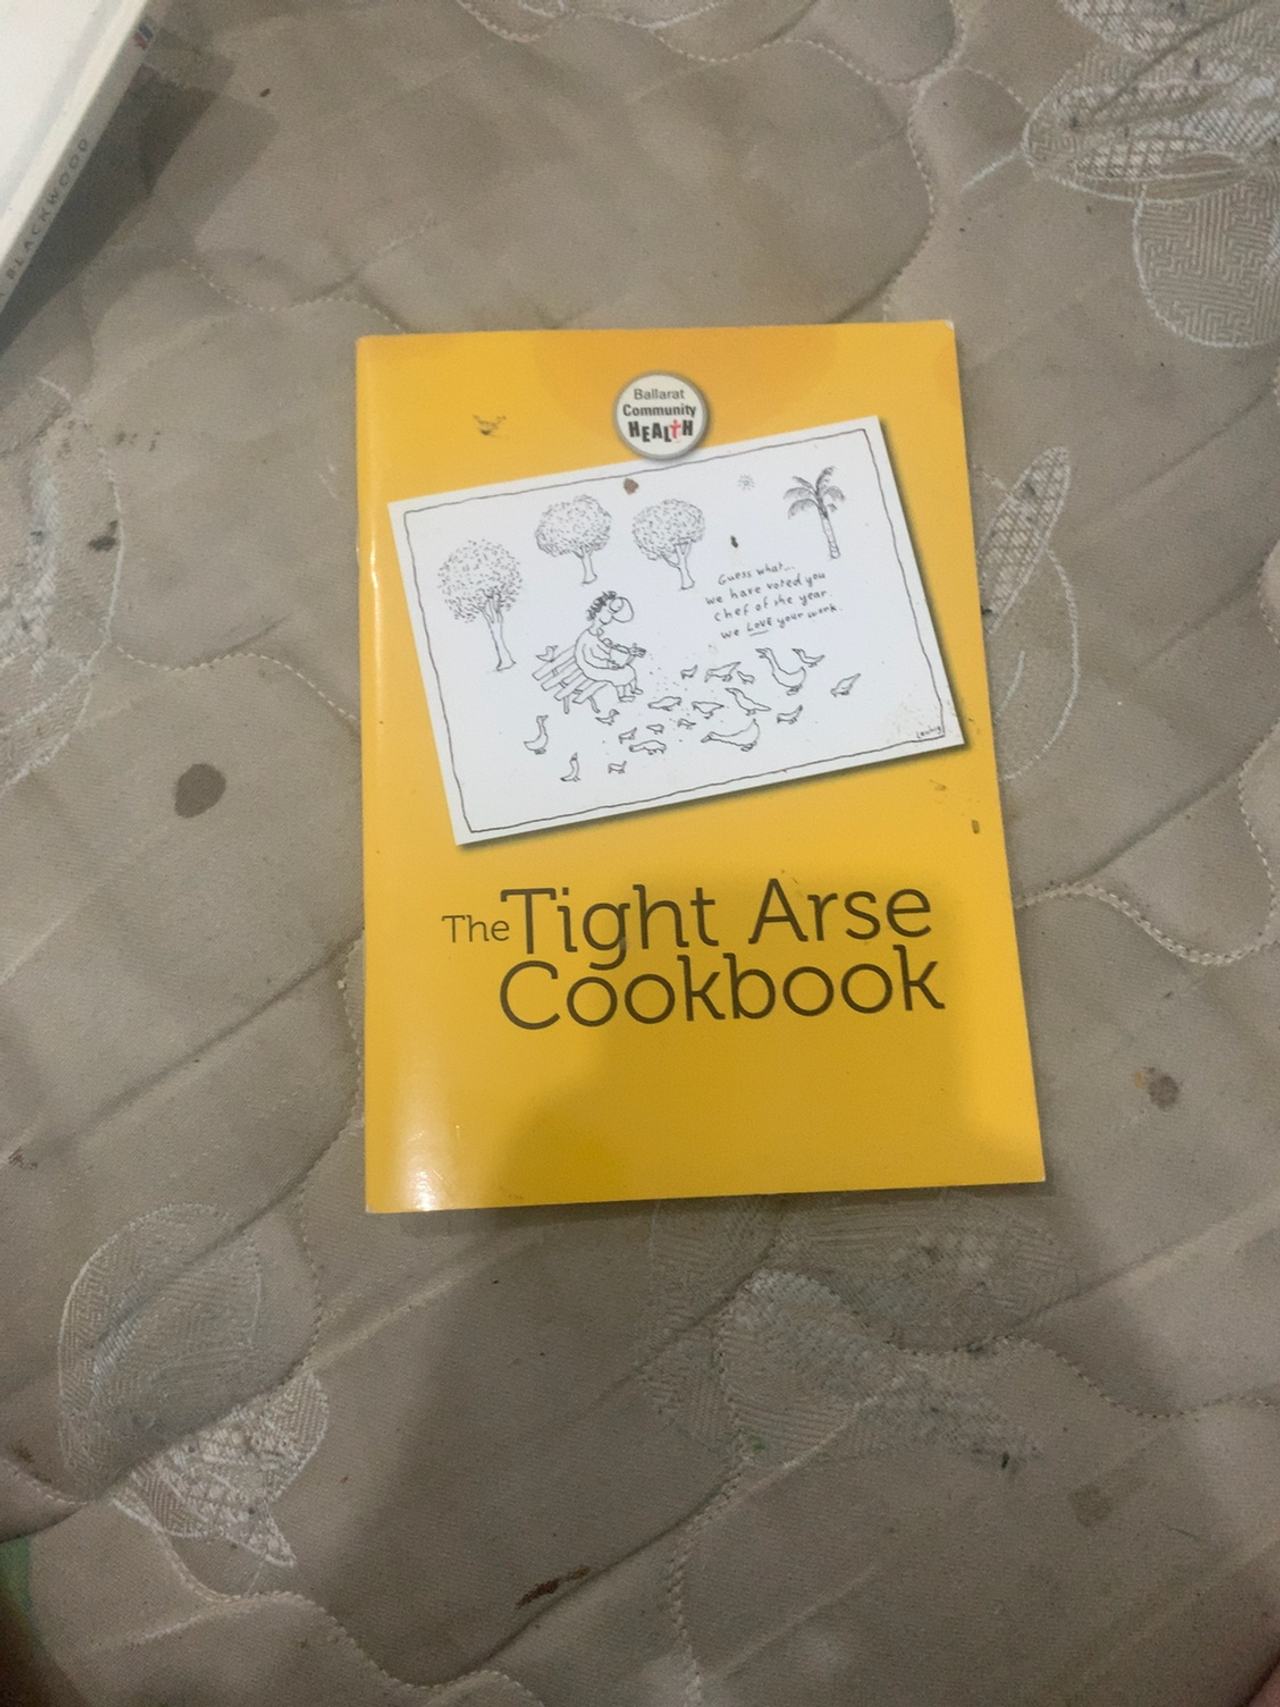 BLACKWOOD
Ballarat
Community
HEALTH
Guess what...
we have voted you
chef of the year.
we Love your work.
Leunig
The Tight Arse
Cookbook